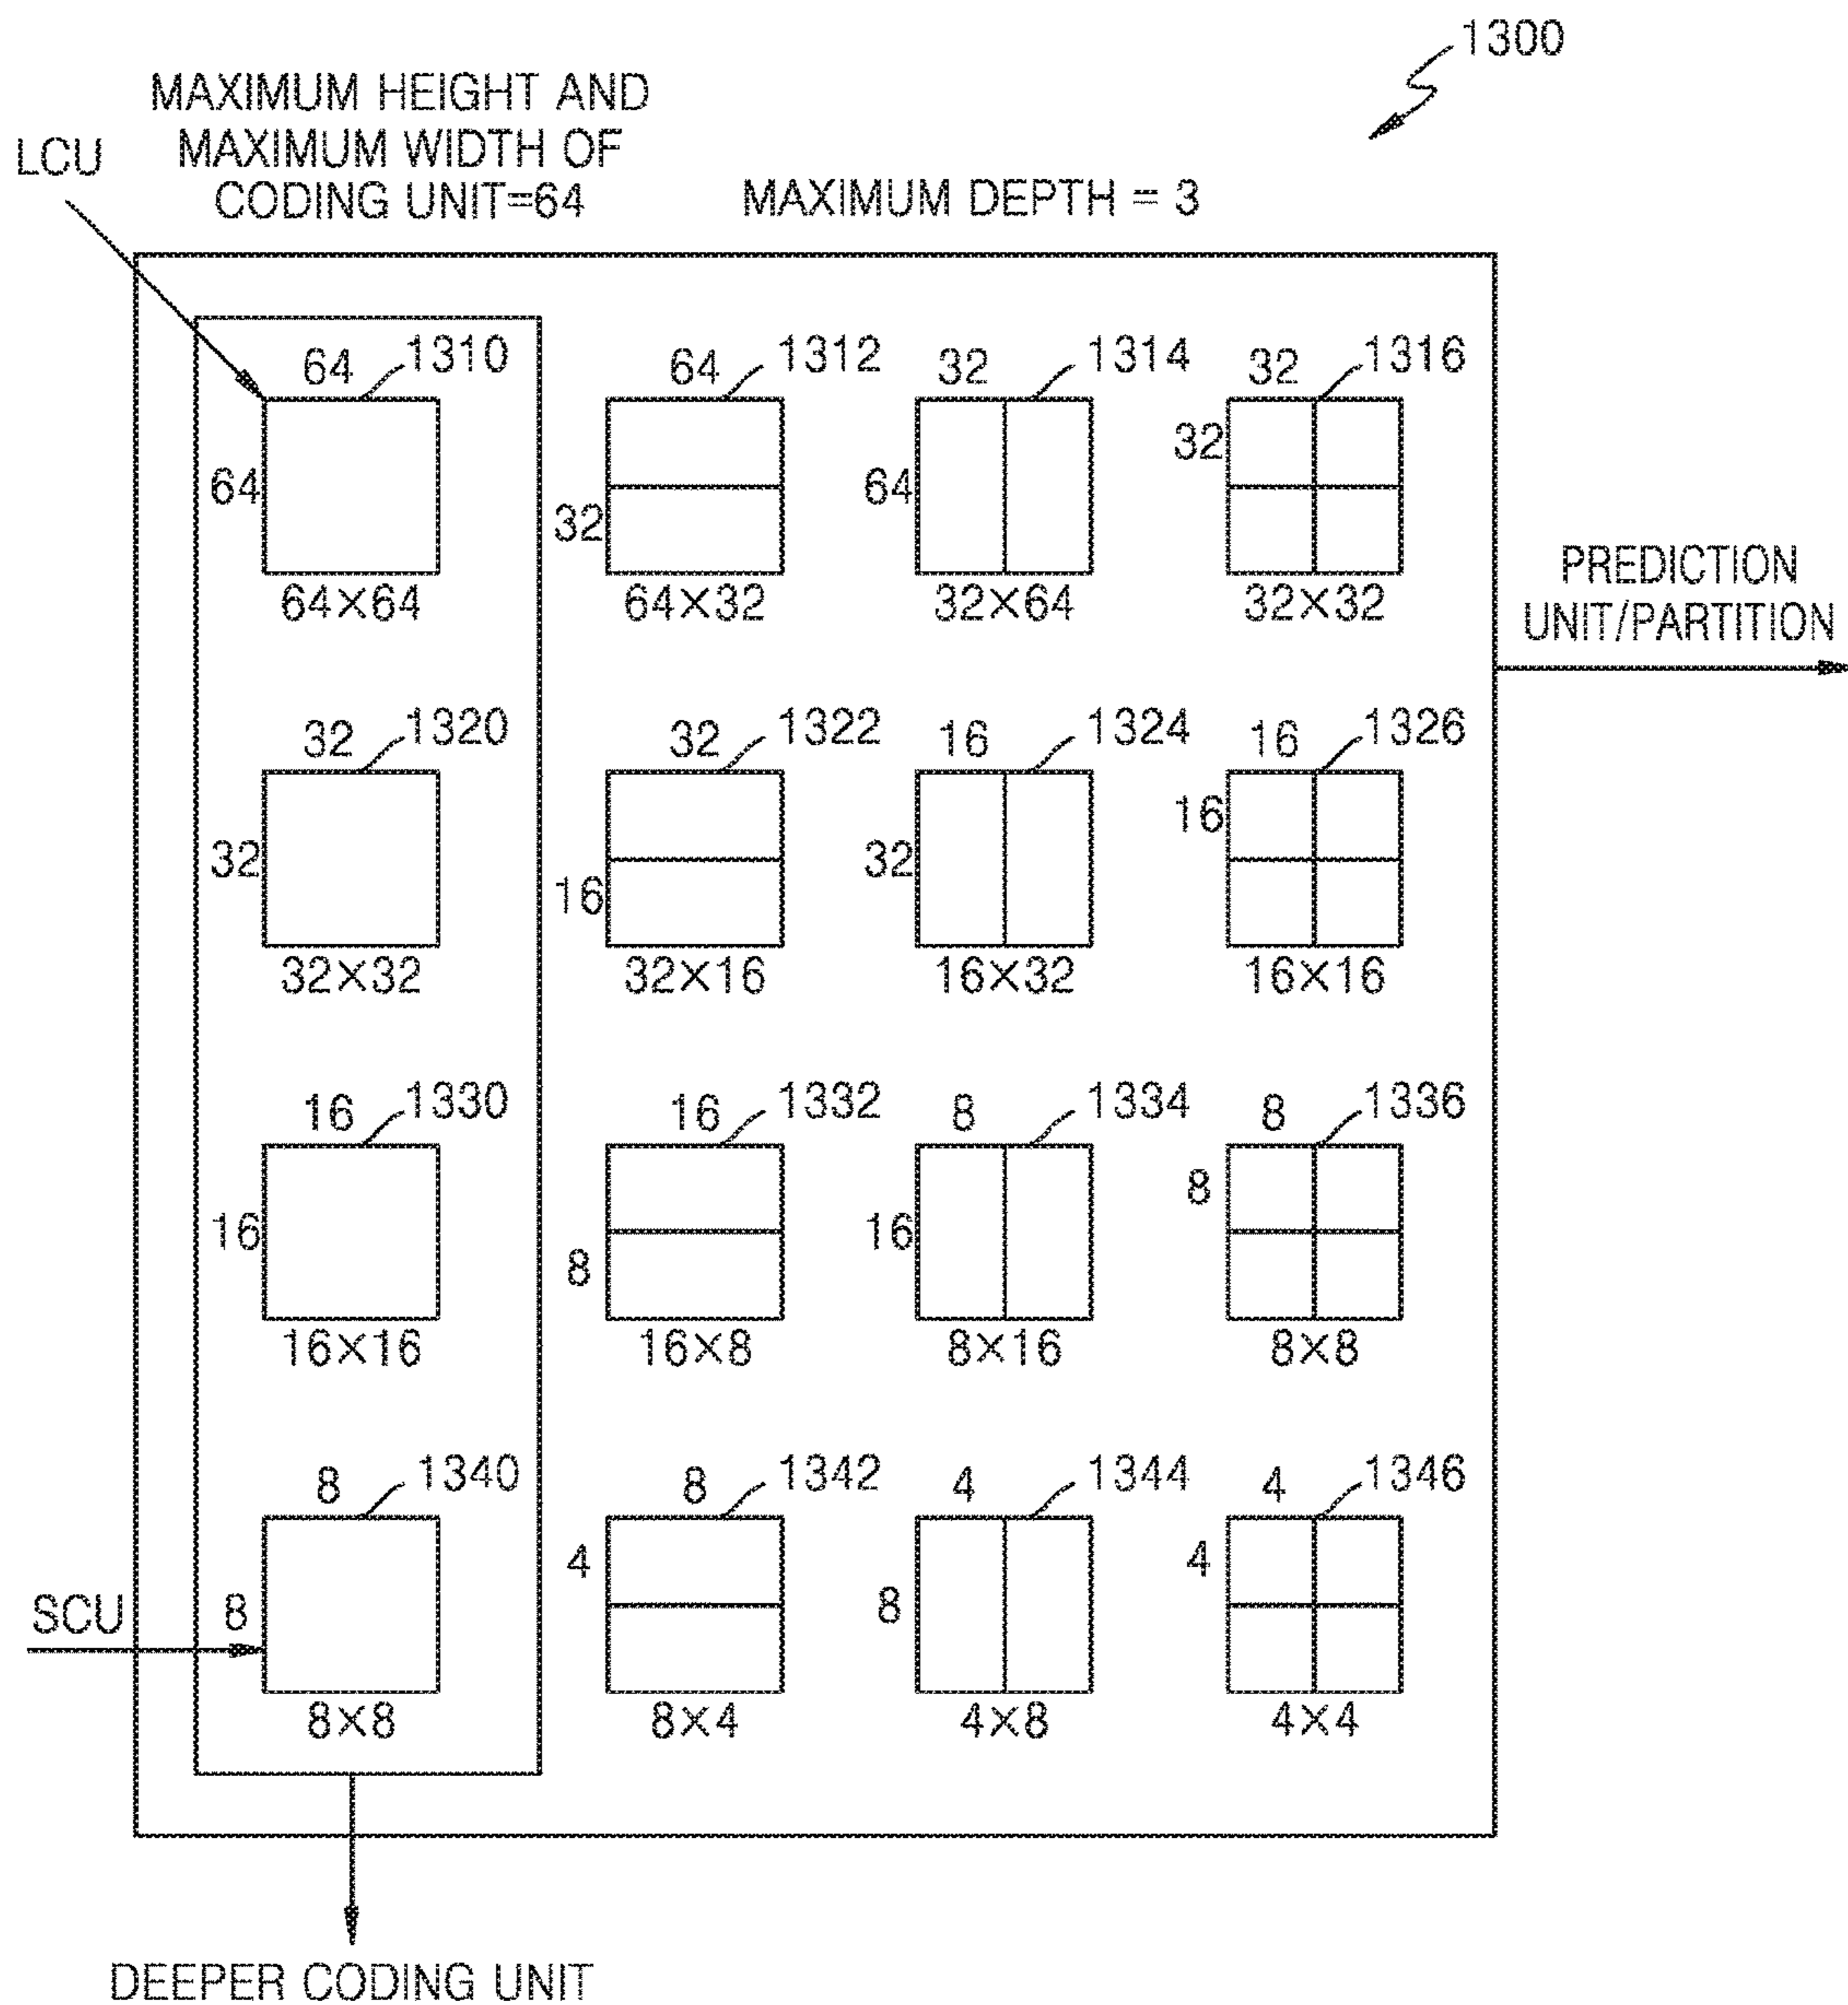 1300
MAXIMUM HEIGHT AND
MAXIMUM WIDTH OF
CODING UNIT=64
LCU
MAXIMUM DEPTH = 3
64 1310 64 1312 32 1314 32 1316
64 32 64 32
64×64 64×32 32×64 32×32
PREDICTION
UNIT/PARTITION
32 1320 32 1322 16 1324 16 1326
32 16 32 16
32×32 32×16 16×32 16×16
16 1330 16 1332 8 1334 8 1336
16 8 16 8
16×16 16×8 8×16 8×8
8 1340 8 1342 4 1344 4 1346
SCU 8 4 8 4
8×8 8×4 4×8 4×4
DEEPER CODING UNIT